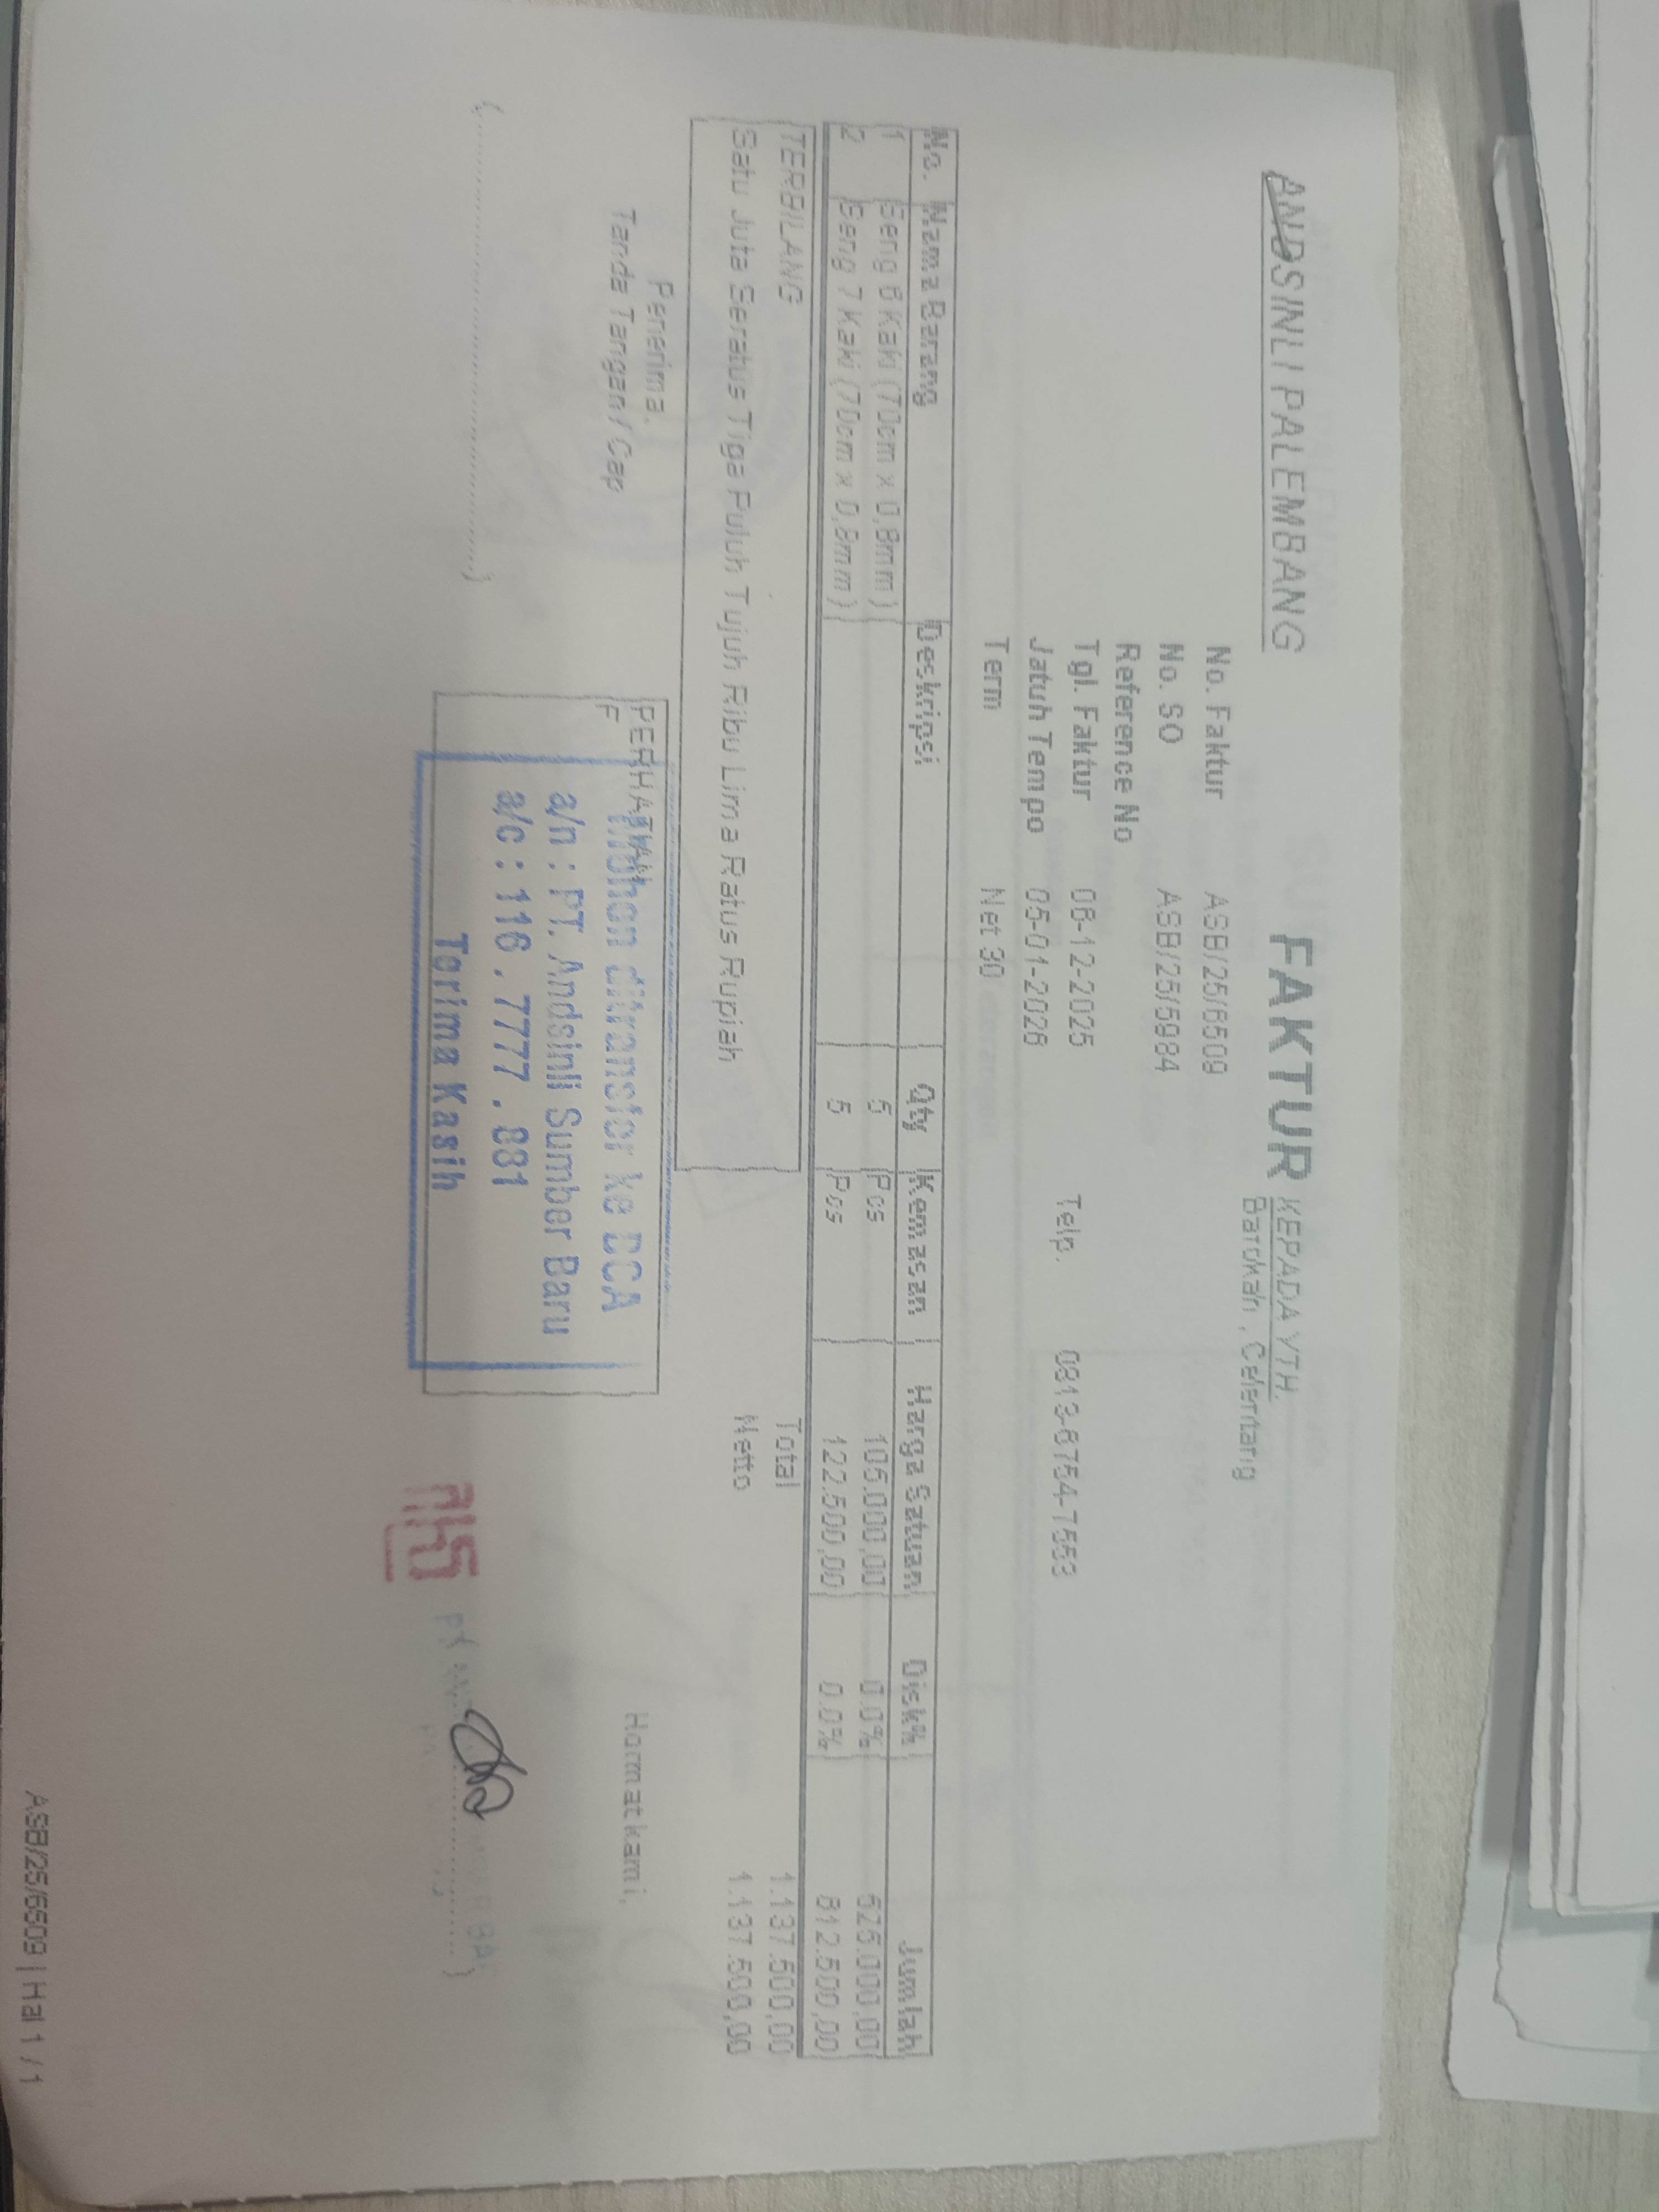 ANDSINLI PALEMBANG
FAKTUR
KEPADA YTH.
Barokah, Celentang
No. Faktur ASB/25/6509
No. SO ASB/25/5984
Reference No
Telp. 0813-6754-7553
Tgl. Faktur 06-12-2025
Jatuh Tempo 05-01-2026
Term Net 30
No. Nama Barang Deskripsi Qty Kemasan Harga Satuan Disk% Jumlah
1 Seng 6 Kaki (70cm x 0,8mm) 5 Pcs 105.000,00 0.0% 525.000,00
2 Seng 7 Kaki (70cm x 0,8mm) 5 Pcs 122.500,00 0.0% 612.500,00
TERBILANG
Satu Juta Seratus Tiga Puluh Tujuh Ribu Lima Ratus Rupiah
Total 1.137.500,00
Netto 1.137.500,00
Penerima,
Tanda Tangan / Cap
PERHATIAN
F
Mohon ditransfer ke BCA
a/n : PT. Andsinli Sumber Baru
a/c : 116 . 7777 . 881
Terima Kasih
Hormat kami,
ASB/25/6509 | Hal 1 / 1